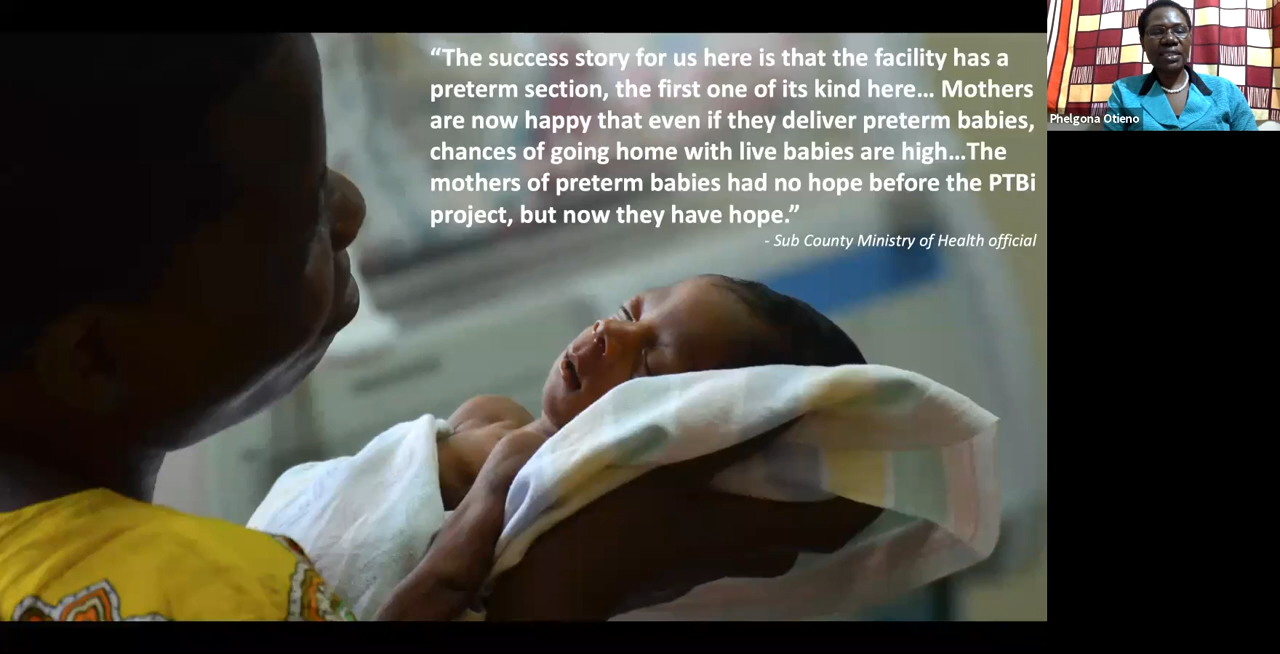 “The success story for us here is that the facility has a
preterm section, the first one of its kind here… Mothers
are now happy that even if they deliver preterm babies,
chances of going home with live babies are high…The
mothers of preterm babies had no hope before the PTBi
project, but now they have hope.”
- Sub County Ministry of Health official
Phelgona Otieno